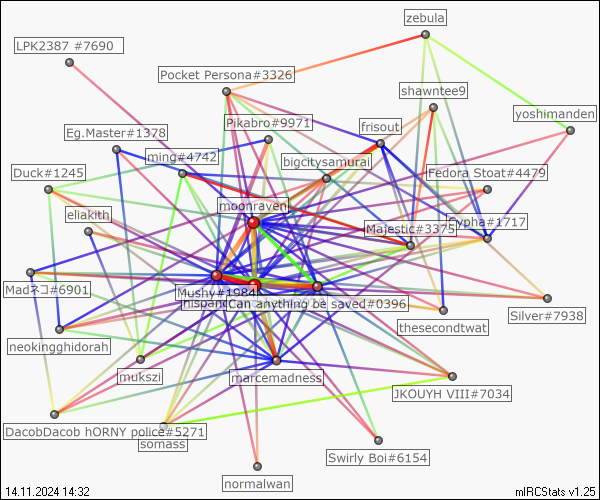 zebula
LPK2387 #7690
Pocket Persona#3326
shawntee9
yoshimanden
Pikabro#9971
Eg.Master#1378
frisout
ming#4742
bigcitysamurai
Duck#1245
Fedora Stoat#4479
moonraven
eliakith
Majestic#3375
Cypha#1717
Madネコ#6901
Mushy#1984
Can anything be saved#0396
Silver#7938
thesecondtwat
neokingghidorah
mukszi
marcemadness
JKOUYH VIII#7034
DacobDacob hORNY police#5271
somass
Swirly Boi#6154
normalwan
14.11.2024 14:32
mIRCStats v1.25